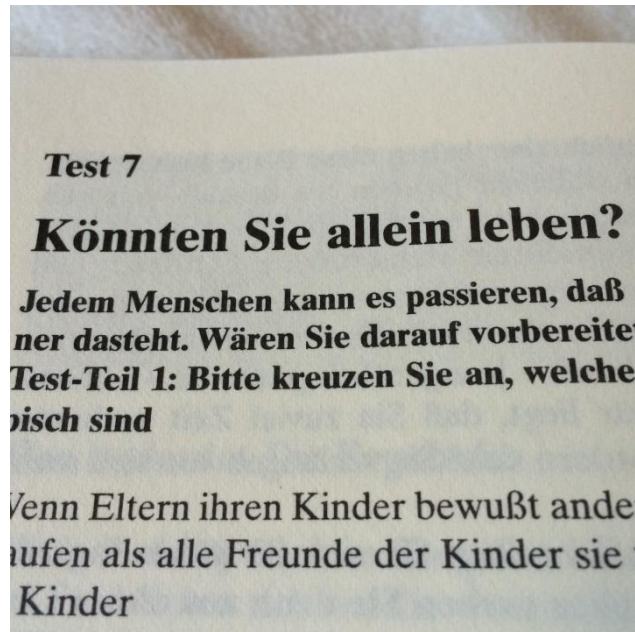 Test 7
Könnten Sie allein leben?
Jedem Menschen kann es passieren, daß
ner dasteht. Wären Sie darauf vorbereitet
Test-Teil 1: Bitte kreuzen Sie an, welche
pisch sind
Wenn Eltern ihren Kinder bewußt ande
aufen als alle Freunde der Kinder sie
Kinder